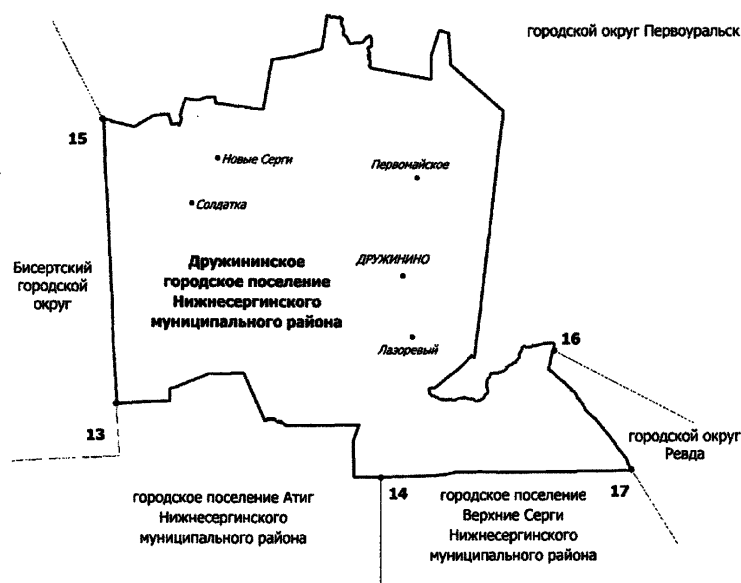 городской округ Первоуральск
15
Новые Серги
Первомайское
Солдатка
Дружининское
городское поселение
Нижнесергинского
муниципального района
Бисертский
городской
округ
ДРУЖИНИНО
Лазоревый
16
13
городской округ
Ревда
14
17
городское поселение Атиг
Нижнесергинского
муниципального района
городское поселение
Верхние Серги
Нижнесергинского
муниципального района